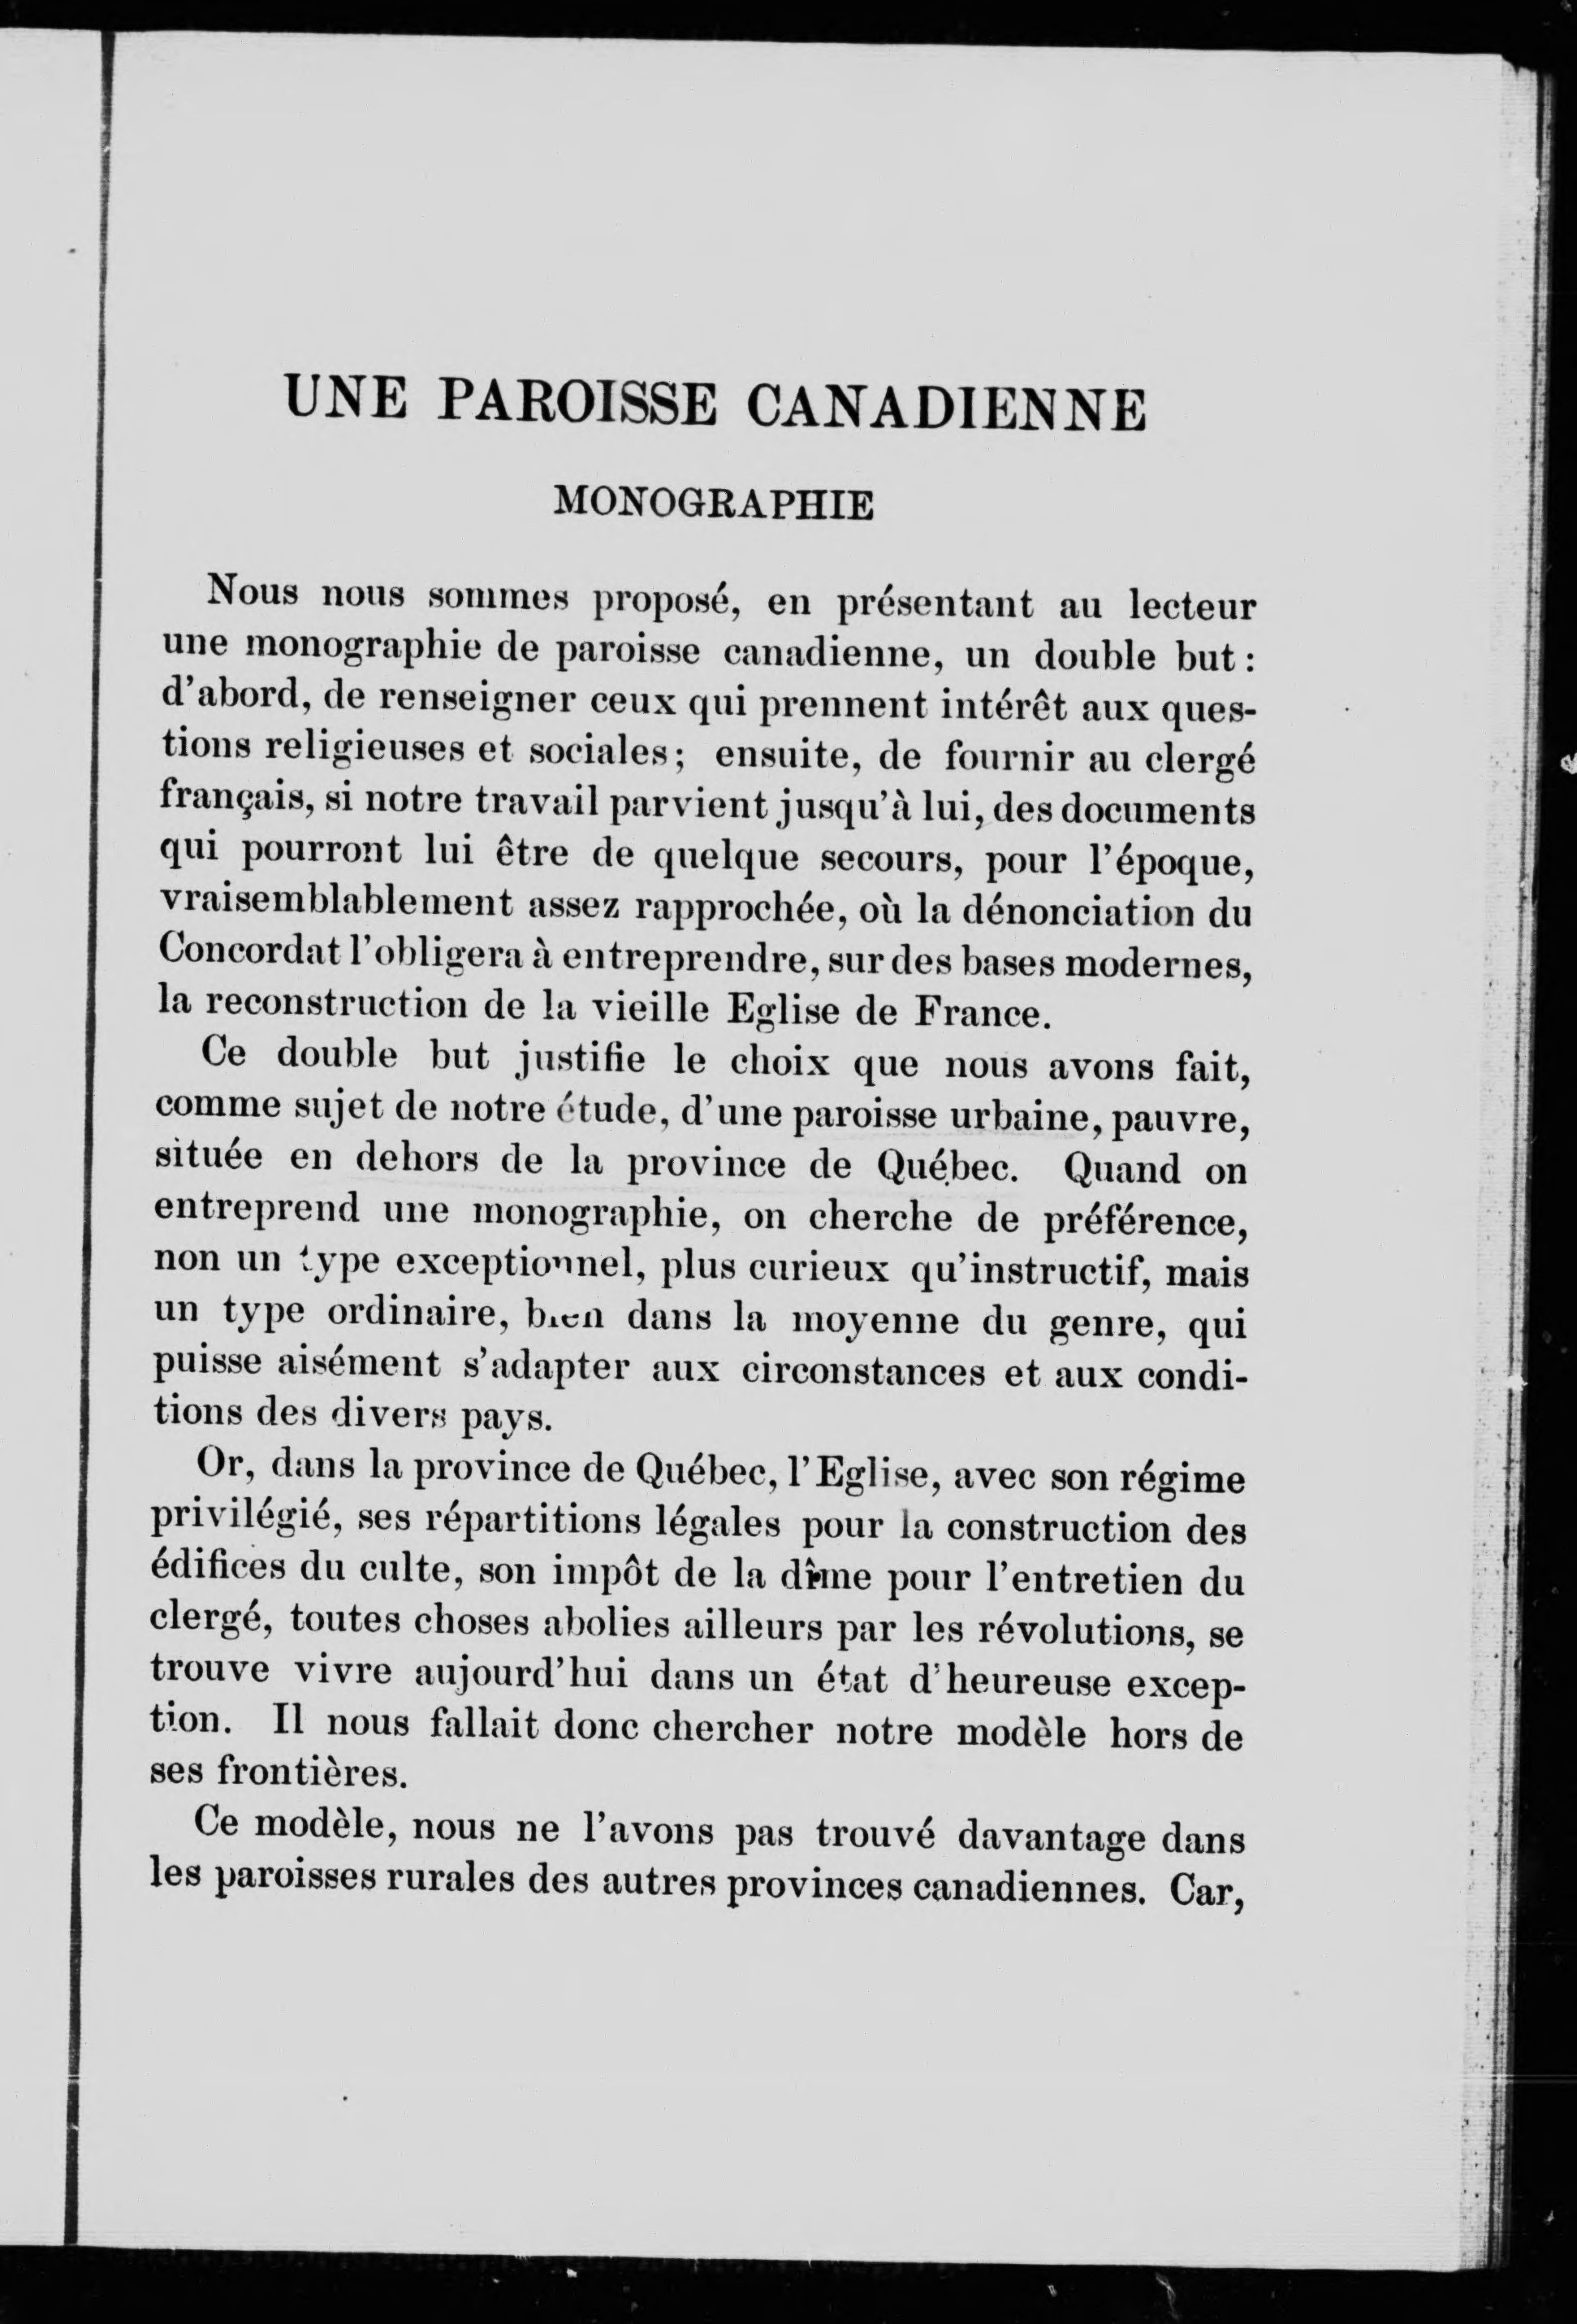 UNE PAROISSE CANADIENNE
MONOGRAPHIE
Nous nous sommes proposé, en présentant au lecteur
une monographie de paroisse canadienne, un double but :
d'abord, de renseigner ceux qui prennent intérêt aux ques-
tions religieuses et sociales; ensuite, de fournir au clergé
français, si notre travail parvient jusqu'à lui, des documents
qui pourront lui être de quelque secours, pour l'époque,
vraisemblablement assez rapprochée, où la dénonciation du
Concordat l'obligera à entreprendre, sur des bases modernes,
la reconstruction de la vieille Eglise de France.
Ce double but justifie le choix que nous avons fait,
comme sujet de notre étude, d'une paroisse urbaine, pauvre,
située en dehors de la province de Québec. Quand on
entreprend une monographie, on cherche de préférence,
non un type exceptionnel, plus curieux qu'instructif, mais
un type ordinaire, bien dans la moyenne du genre, qui
puisse aisément s'adapter aux circonstances et aux condi-
tions des divers pays.
Or, dans la province de Québec, l'Eglise, avec son régime
privilégié, ses répartitions légales pour la construction des
édifices du culte, son impôt de la dîme pour l'entretien du
clergé, toutes choses abolies ailleurs par les révolutions, se
trouve vivre aujourd'hui dans un état d'heureuse excep-
tion. Il nous fallait donc chercher notre modèle hors de
ses frontières.
Ce modèle, nous ne l'avons pas trouvé davantage dans
les paroisses rurales des autres provinces canadiennes. Car,